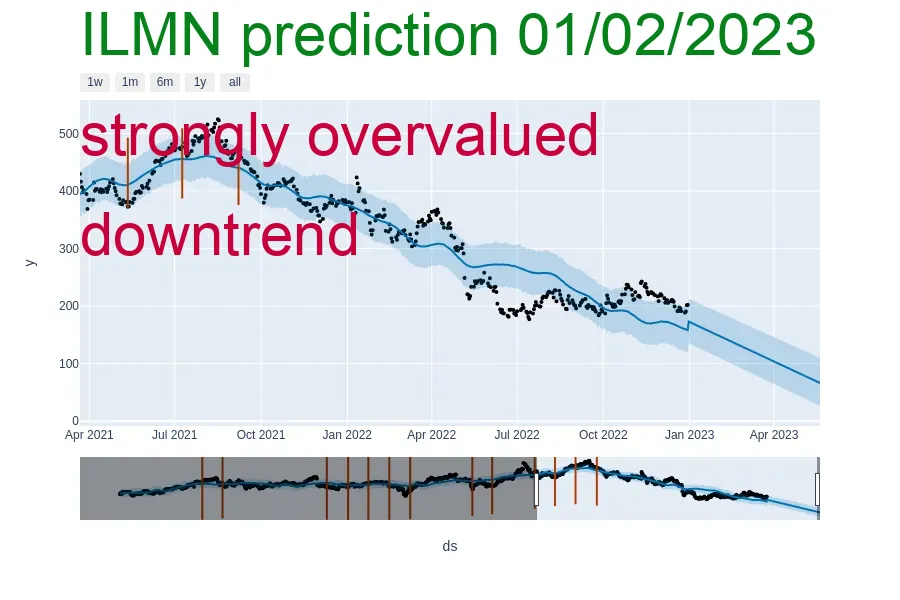 ILMN prediction 01/02/2023
1w 1m 6m 1y all
strongly overvalued
downtrend
500
400
300
200
100
0
y
Apr 2021 Jul 2021 Oct 2021 Jan 2022 Apr 2022 Jul 2022 Oct 2022 Jan 2023 Apr 2023
ds